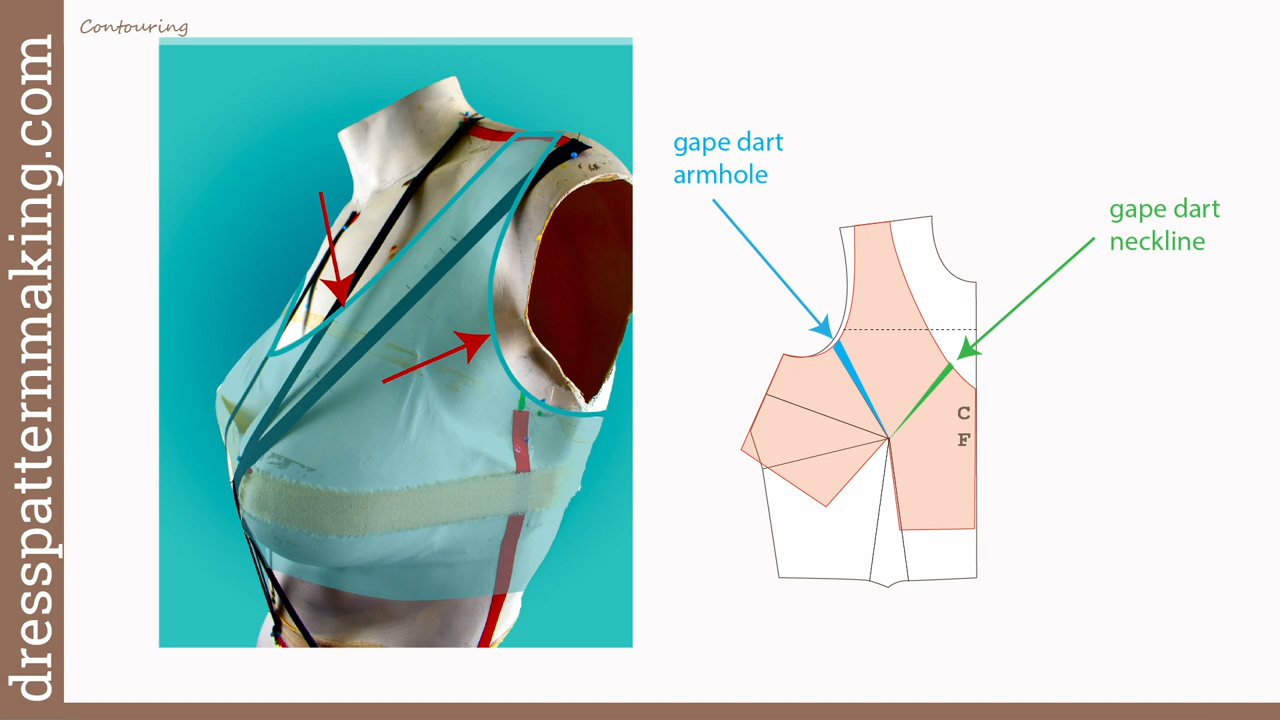 dresspatternmaking.com
Contouring
gape dart
armhole
gape dart
neckline
C
F